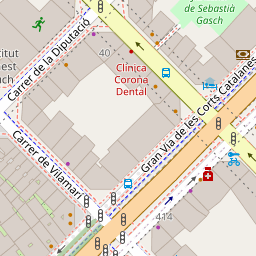 de Sebastià
Gasch
Carrer de la Diputació
Clínica
Corona
Dental
Gran Via de les Corts Catalanes
Carrer de Vilamarí
414